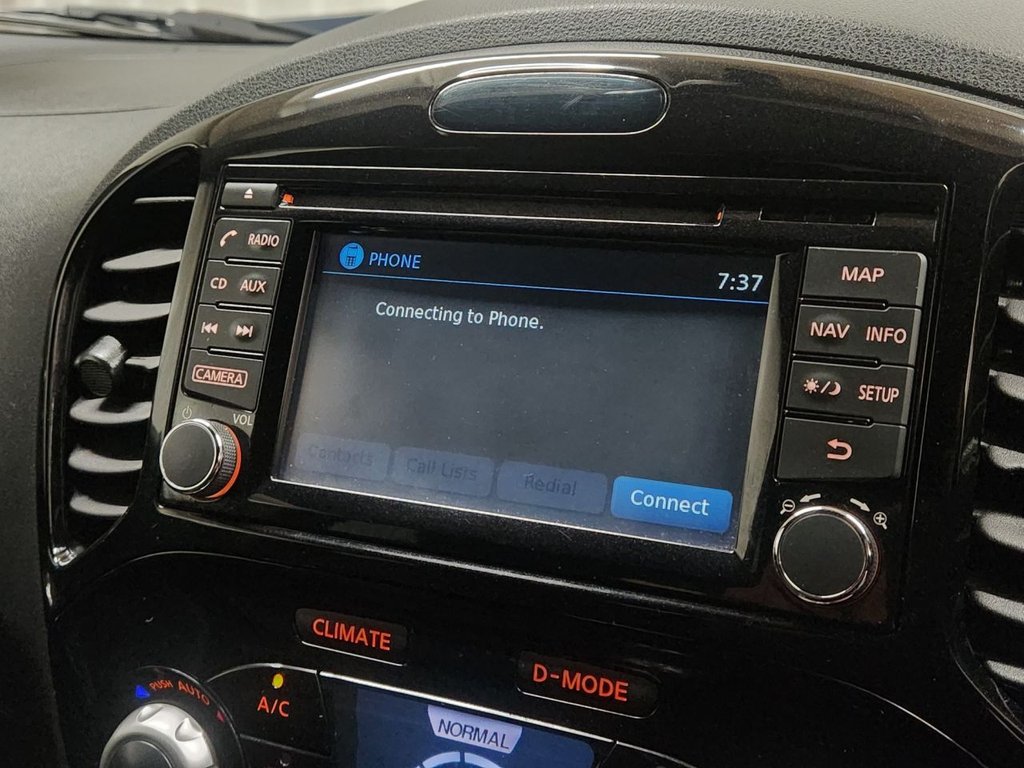 PHONE
7:37
Connecting to Phone.
Contacts
Call Lists
Redial
Connect
RADIO
CD AUX
CAMERA
VOL
MAP
NAV INFO
SETUP
CLIMATE
D-MODE
PUSH AUTO
A/C
NORMAL